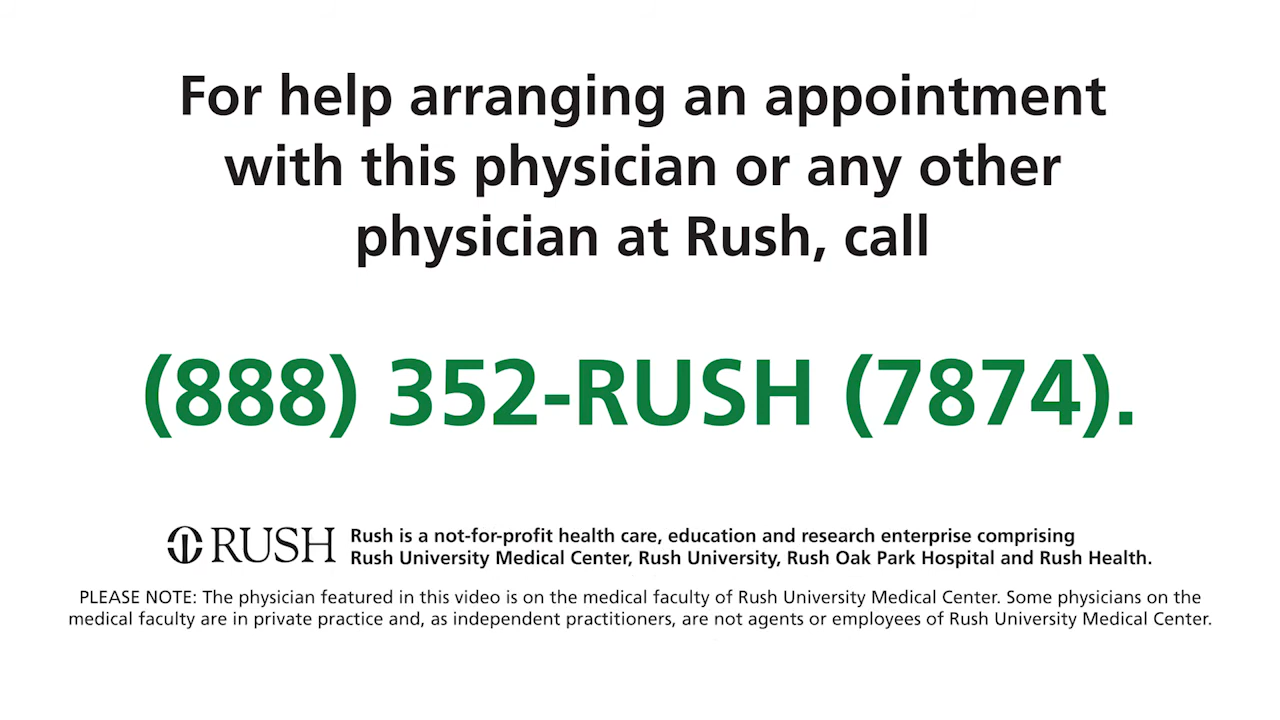 For help arranging an appointment
with this physician or any other
physician at Rush, call
(888) 352-RUSH (7874).
RUSH
Rush is a not-for-profit health care, education and research enterprise comprising
Rush University Medical Center, Rush University, Rush Oak Park Hospital and Rush Health.
PLEASE NOTE: The physician featured in this video is on the medical faculty of Rush University Medical Center. Some physicians on the
medical faculty are in private practice and, as independent practitioners, are not agents or employees of Rush University Medical Center.